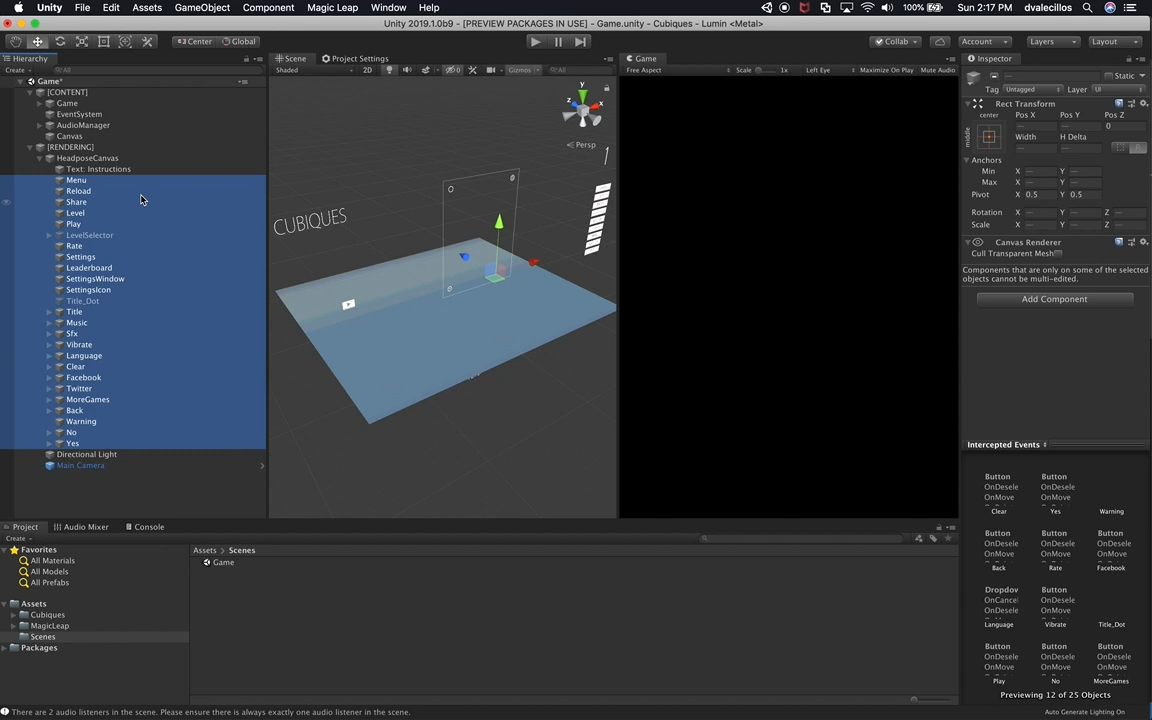 Unity File Edit Assets GameObject Component Magic Leap Window Help 100% Sun 2:17 PM dvalecillos
Unity 2019.1.0b9 - [PREVIEW PACKAGES IN USE] - Game.unity - Cubiques - Lumin <Metal>
Center Global Collab Account Layers Layout
Hierarchy
Create All
Game*
[CONTENT]
Game
EventSystem
AudioManager
Canvas
[RENDERING]
HeadposeCanvas
Text: Instructions
Menu
Reload
Share
Level
Play
LevelSelector
Rate
Settings
Leaderboard
SettingsWindow
SettingsIcon
Title_Dot
Title
Music
Sfx
Vibrate
Language
Clear
Facebook
Twitter
MoreGames
Back
Warning
No
Yes
Directional Light
Main Camera
Scene Project Settings
Shaded 2D 0 Gizmos All
y
z x
Persp
CUBIQUES
Game
Free Aspect Scale 1x Left Eye Maximize On Play Mute Audio
Inspector
Static
Tag Untagged Layer UI
Rect Transform
center Pos X Pos Y Pos Z
middle — — 0
Width H Delta
— —
Anchors
Min X — Y —
Max X — Y —
Pivot X 0.5 Y 0.5
Rotation X — Y — Z —
Scale X — Y — Z —
Canvas Renderer
Cull Transparent Mesh
Components that are only on some of the selected
objects cannot be multi-edited.
Add Component
Intercepted Events
Button Button
OnDesele OnDesele
OnMove OnMove
Clear Yes Warning
Button Button Button
OnDesele OnDesele OnDesele
OnMove OnMove OnMove
Back Rate Facebook
Dropdov Button
OnCancel OnDesele
OnDesele OnMove
Language Vibrate Title_Dot
Button Button Button
OnDesele OnDesele OnDesele
OnMove OnMove OnMove
Play No MoreGames
Previewing 12 of 25 Objects
Project Audio Mixer Console
Create
Favorites
All Materials
All Models
All Prefabs
Assets
Cubiques
MagicLeap
Scenes
Packages
Assets > Scenes
Game
There are 2 audio listeners in the scene. Please ensure there is always exactly one audio listener in the scene.
Auto Generate Lighting On